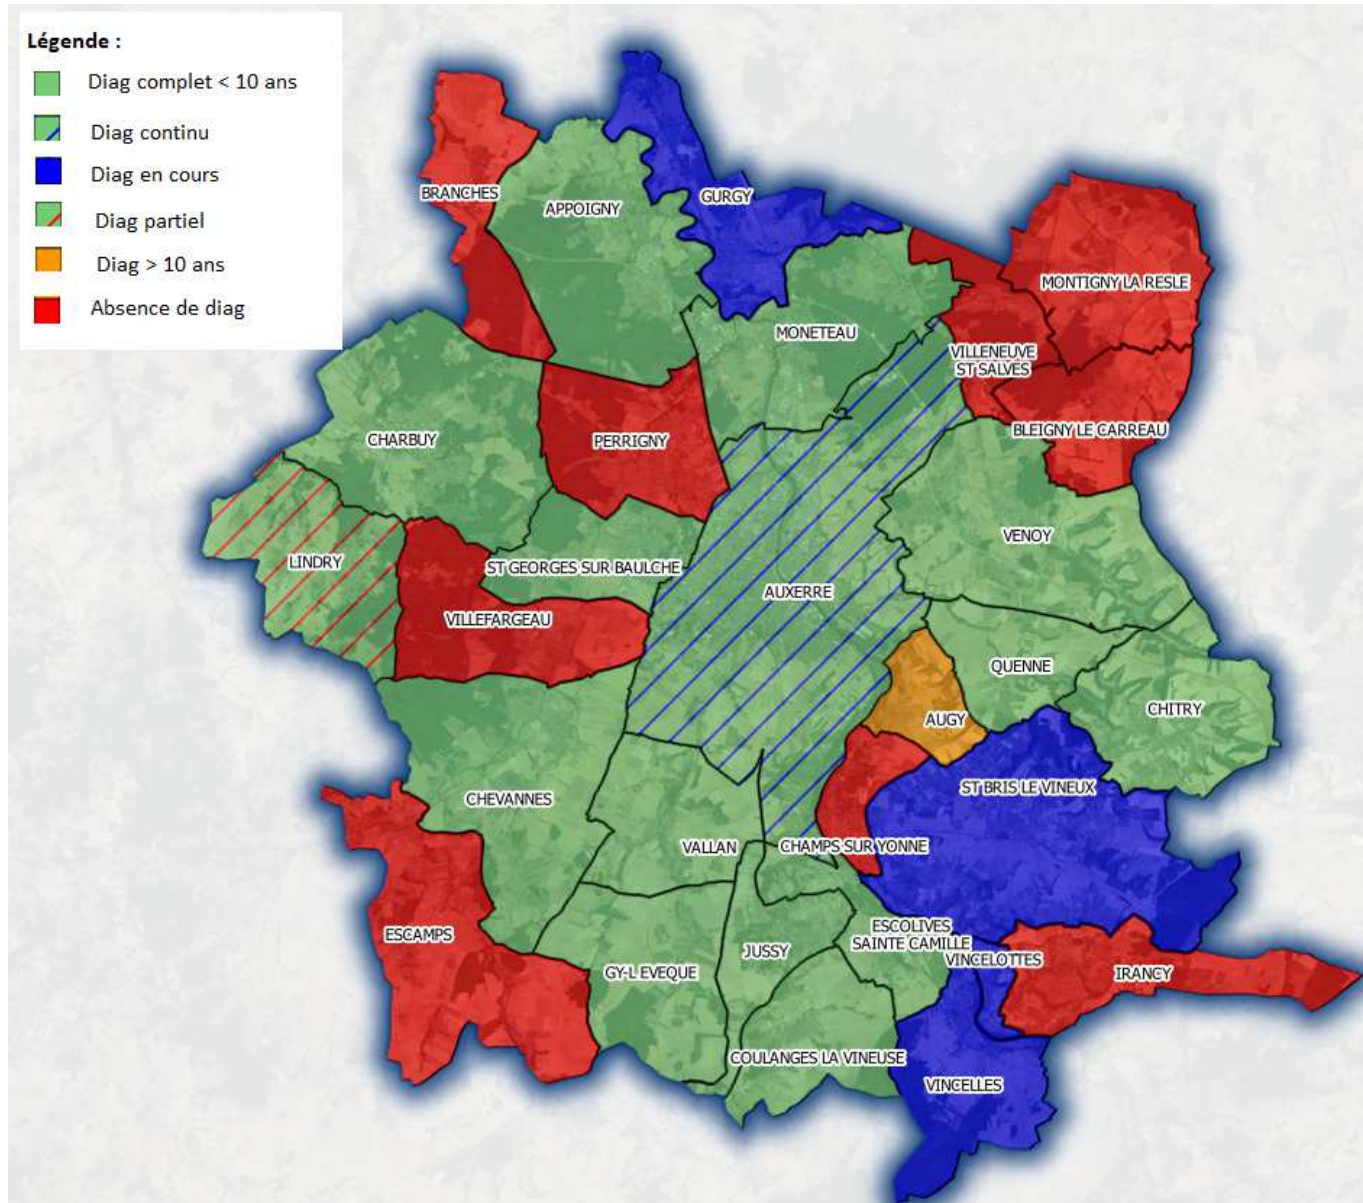 Légende :
Diag complet < 10 ans
Diag continu
Diag en cours
Diag partiel
Diag > 10 ans
Absence de diag
BRANCHES
APPOIGNY
GURGY
MONTIGNY LA RESLE
MONETEAU
VILLENEUVE
ST SALVES
CHARBUY
PERRIGNY
BLEIGNY LE CARREAU
VENOY
LINDRY
ST GEORGES SUR BAULCHE
AUXERRE
VILLEFARGEAU
QUENNE
CHITRY
AUGY
ST BRIS LE VINEUX
CHEVANNES
VALLAN
CHAMPS SUR YONNE
ESCAMPS
ESCOLIVES
SAINTE CAMILLE
JUSSY
VINCELOTTES
GY-L EVEQUE
IRANCY
COULANGES LA VINEUSE
VINCELLES